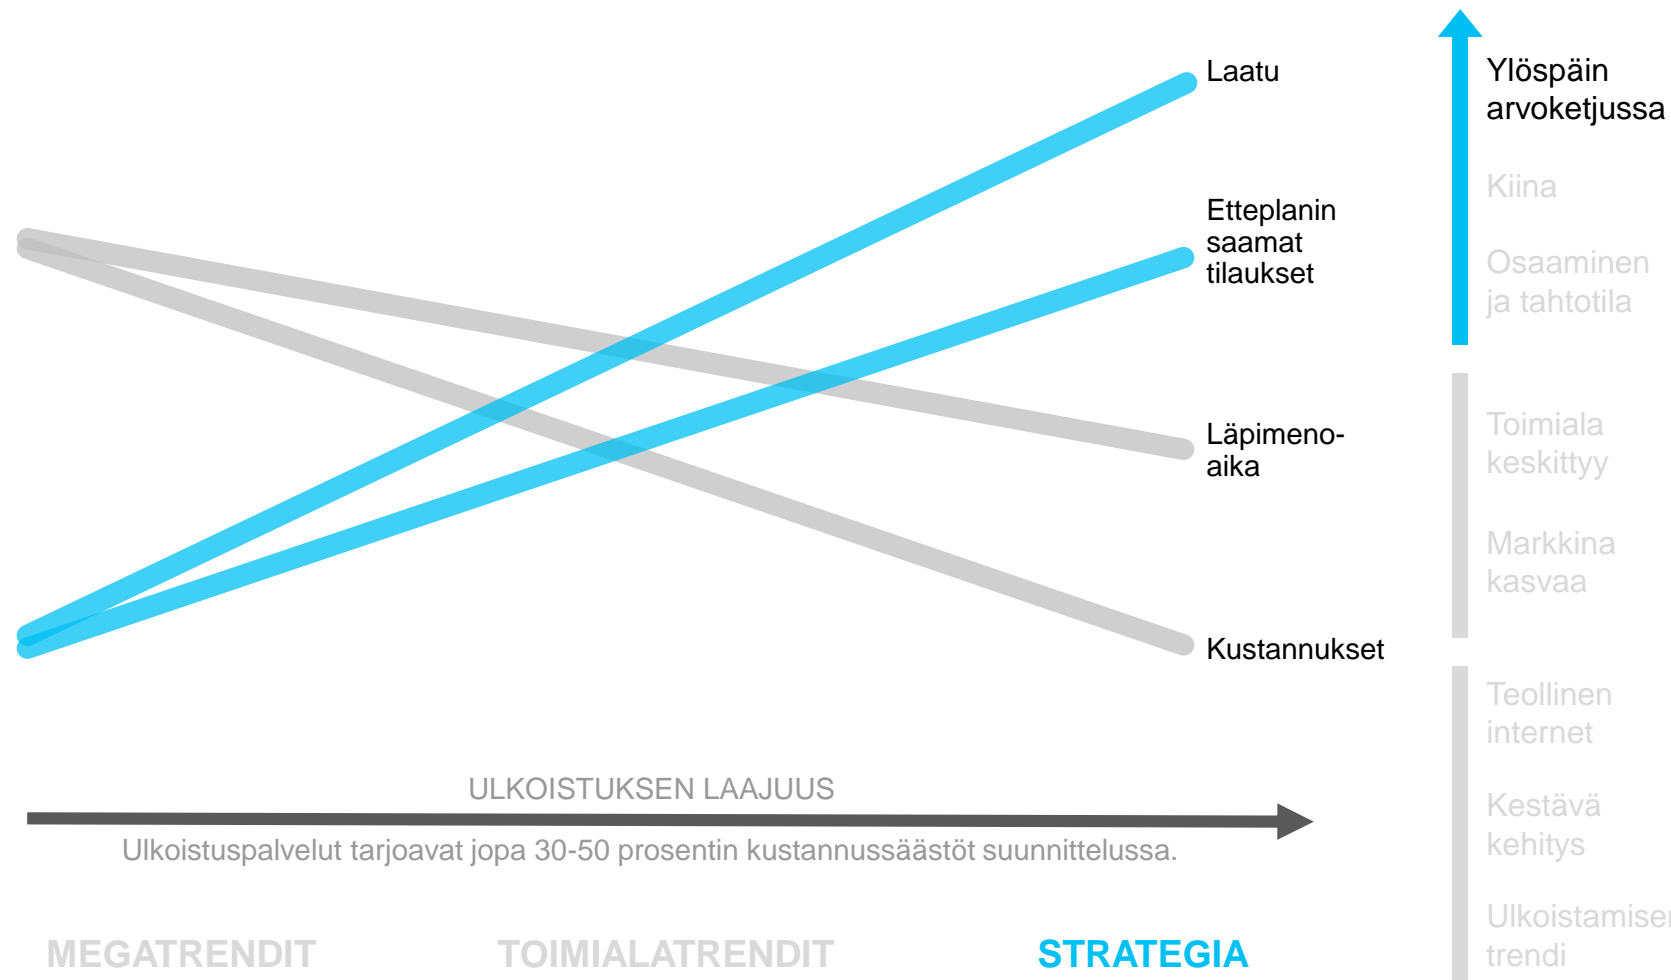 Laatu
Etteplanin
saamat
tilaukset
Läpimeno-
aika
Kustannukset
ULKOISTUKSEN LAAJUUS
Ulkoistuspalvelut tarjoavat jopa 30-50 prosentin kustannussäästöt suunnittelussa.
MEGATRENDIT
TOIMIALATRENDIT
STRATEGIA
Ylöspäin
arvoketjussa
Kiina
Osaaminen
ja tahtotila
Toimiala
keskittyy
Markkina
kasvaa
Teollinen
internet
Kestävä
kehitys
Ulkoistamisen
trendi